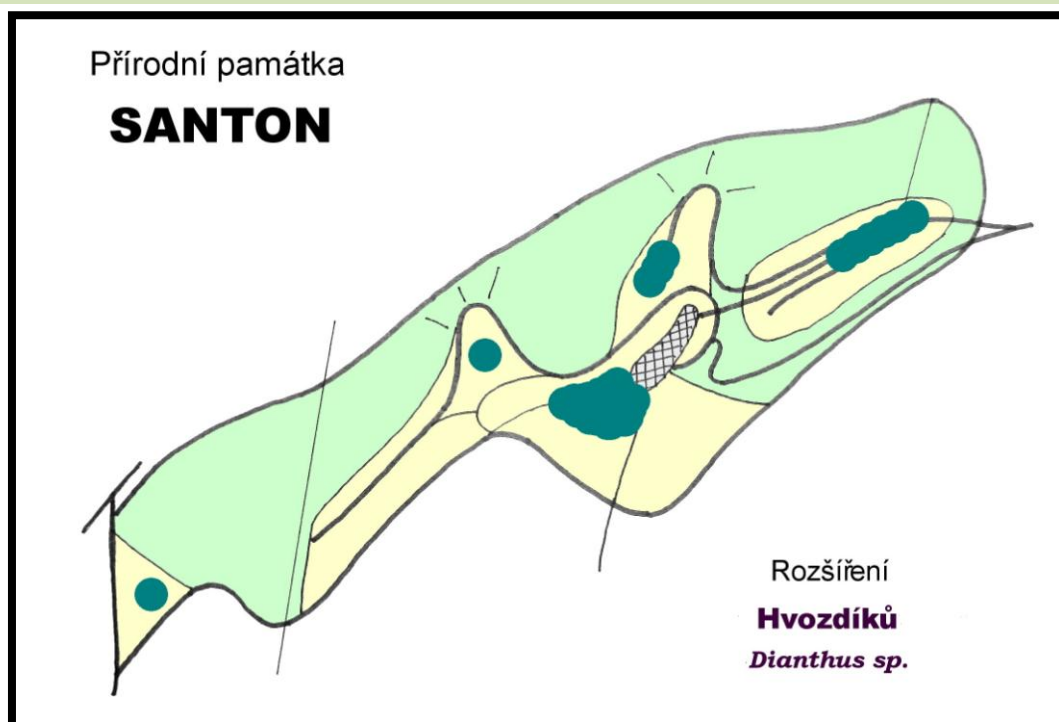 Přírodní památka
SANTON
Rozšíření
Hvozdíků
Dianthus sp.